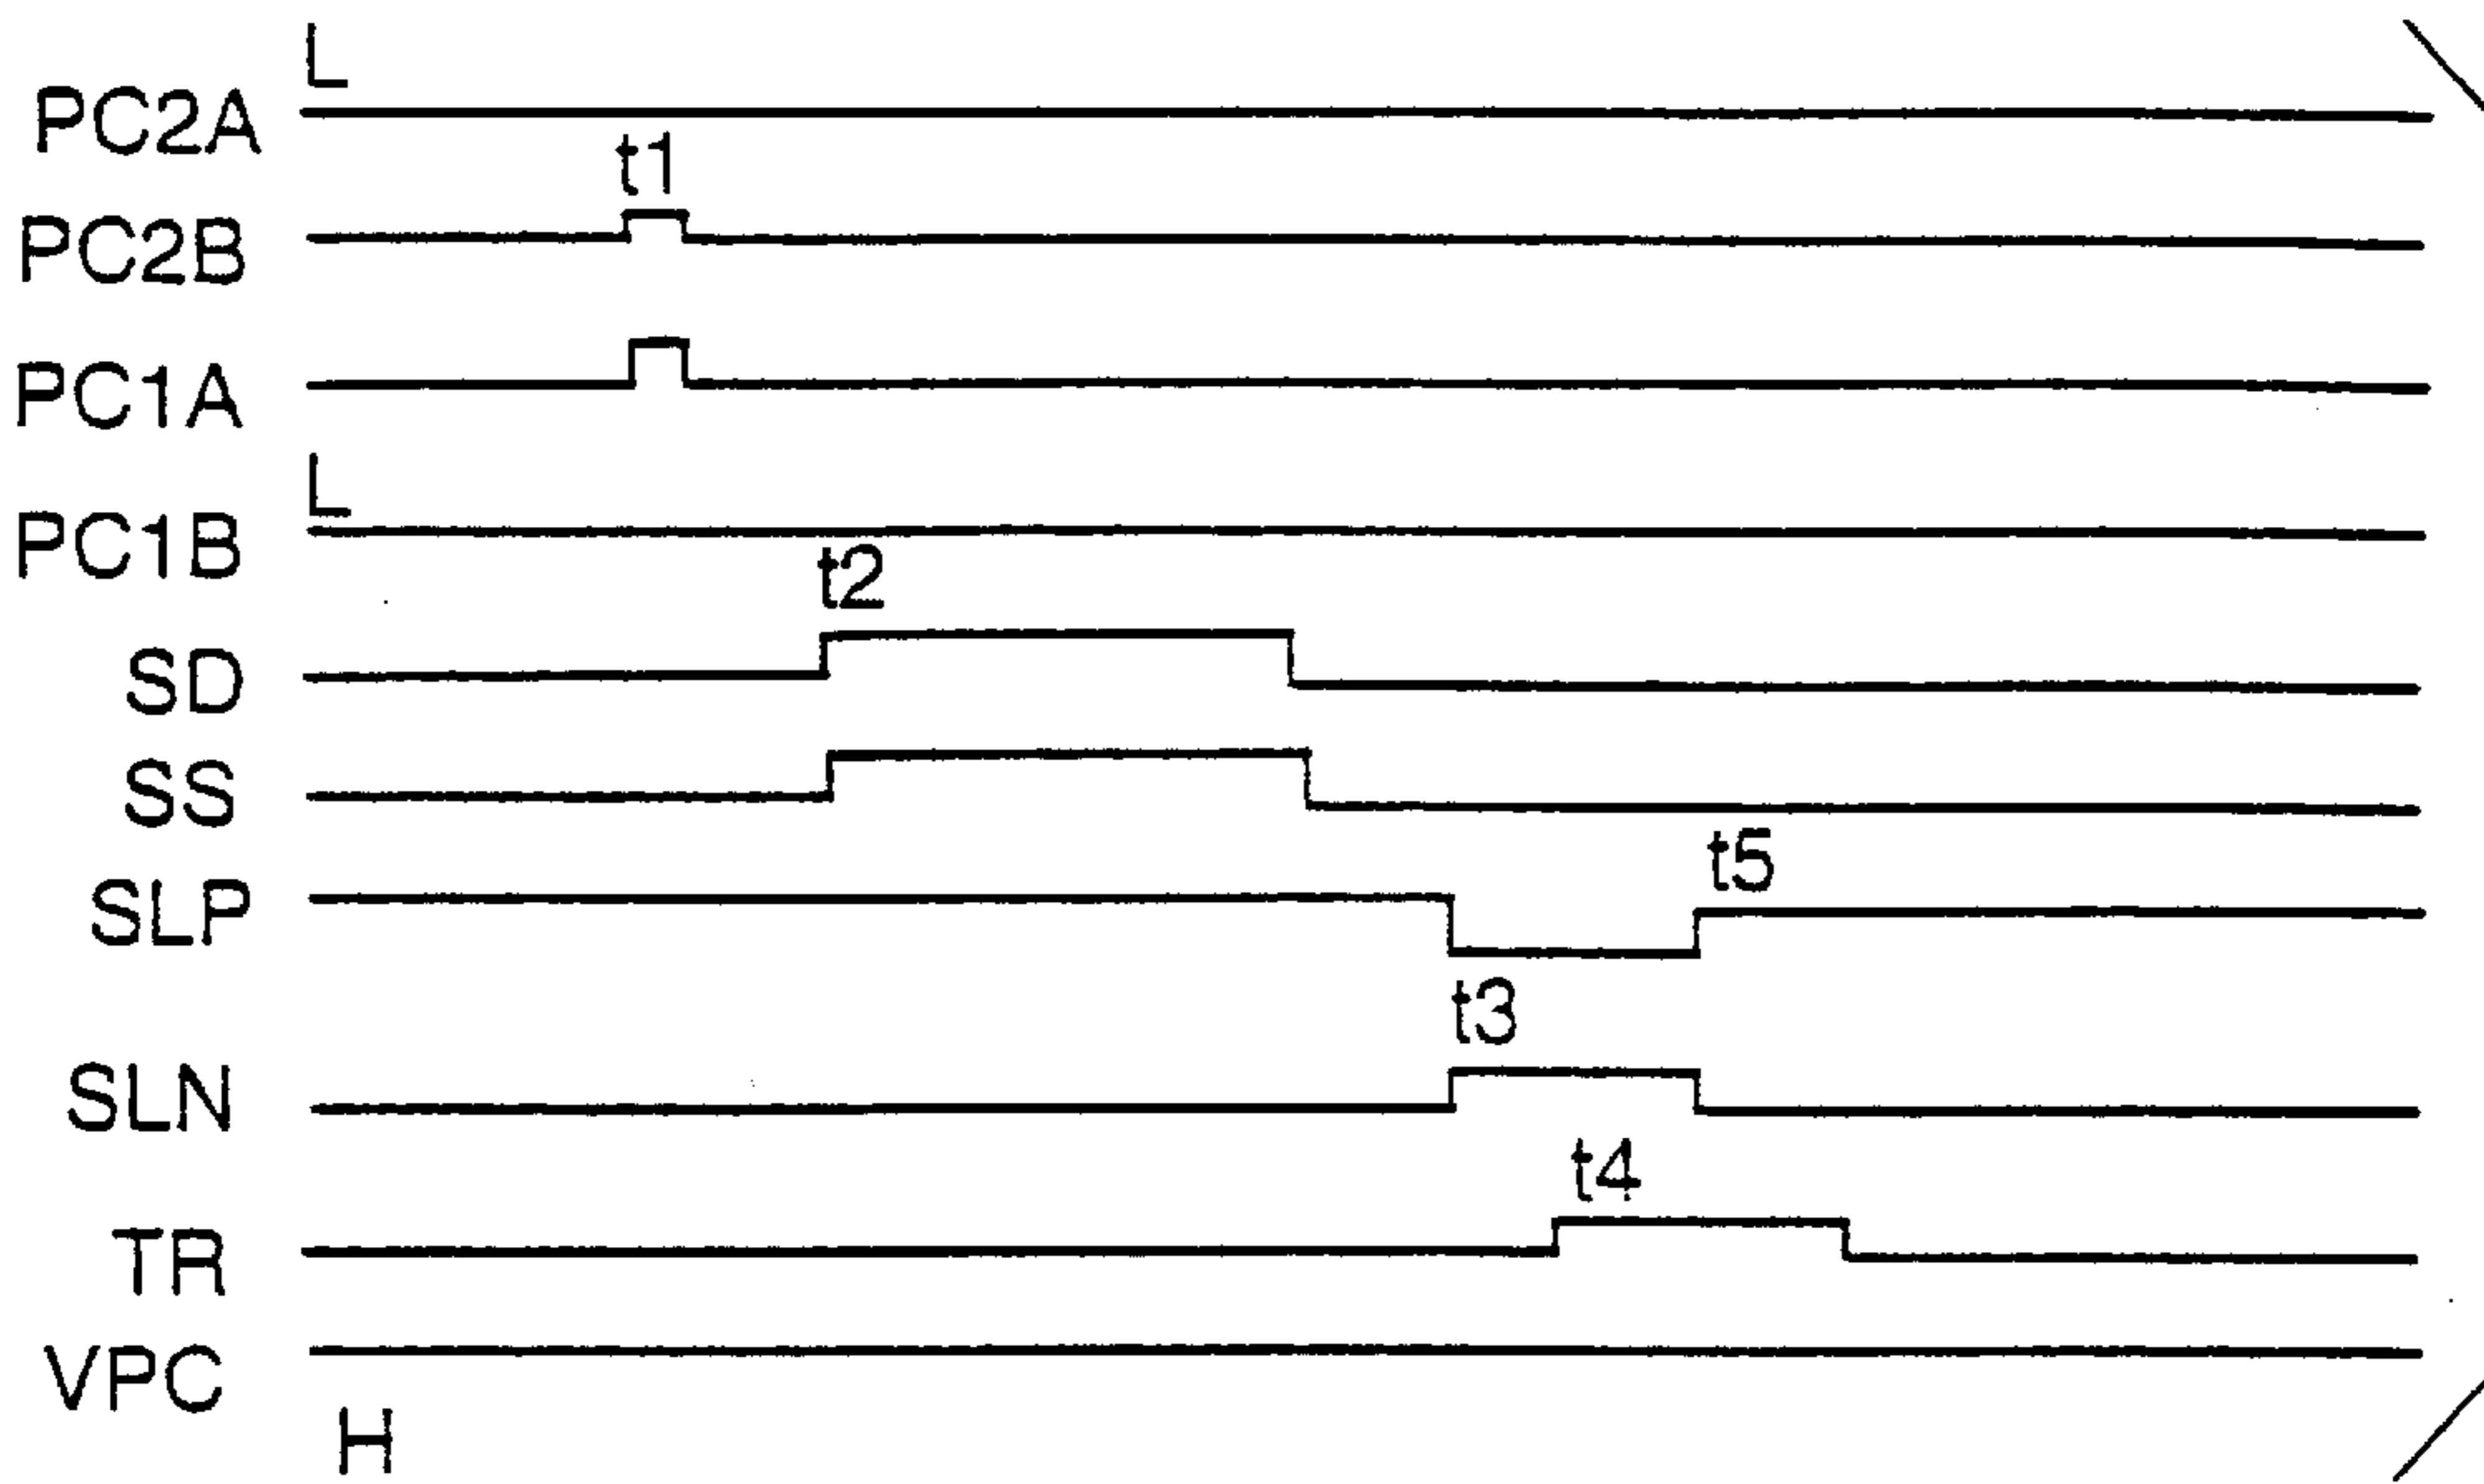 L
PC2A
t1
PC2B
PC1A
L
PC1B
t2
SD
SS
t5
SLP
t3
SLN
t4
TR
VPC
H